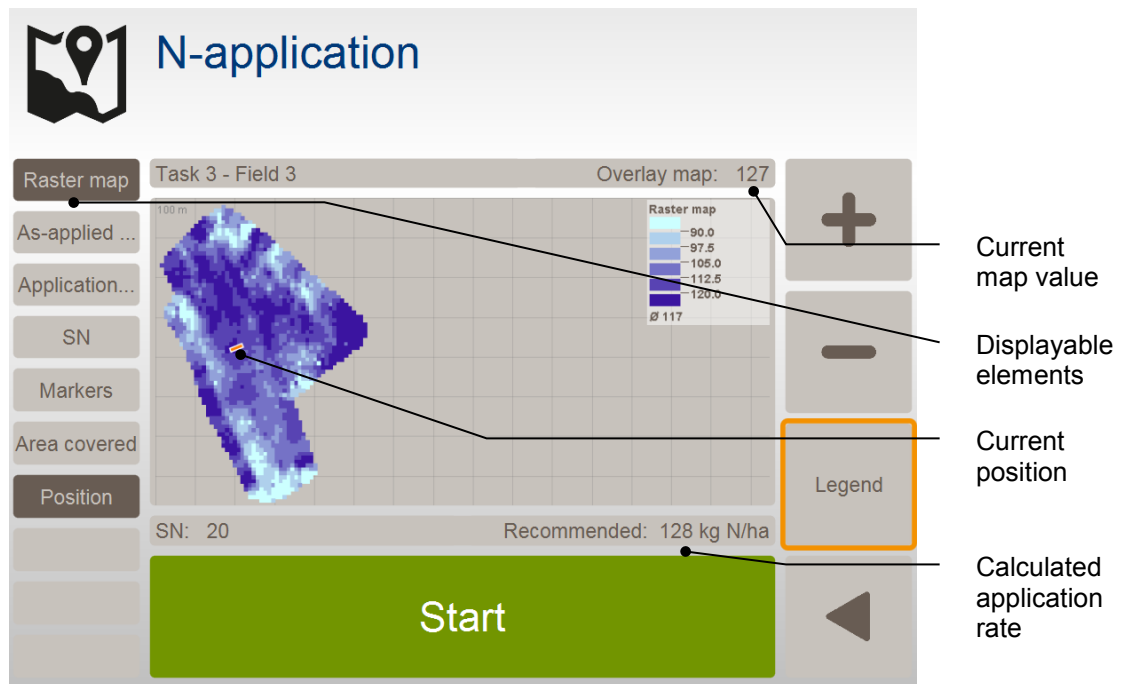 N-application
Raster map
Task 3 - Field 3
Overlay map: 127
100 m
Raster map
90.0
97.5
105.0
112.5
120.0
Ø 117
As-applied ...
Application...
SN
Markers
Area covered
Position
Legend
SN: 20
Recommended: 128 kg N/ha
Start
Current
map value
Displayable
elements
Current
position
Calculated
application
rate